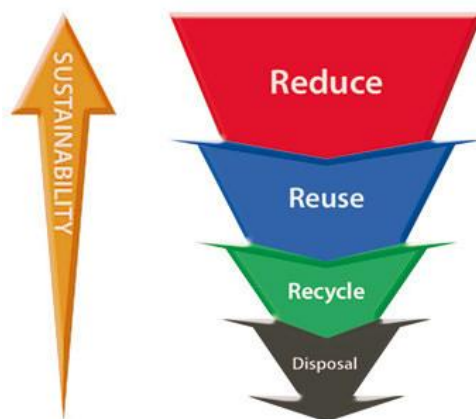 SUSTAINABILITY
Reduce
Reuse
Recycle
Disposal